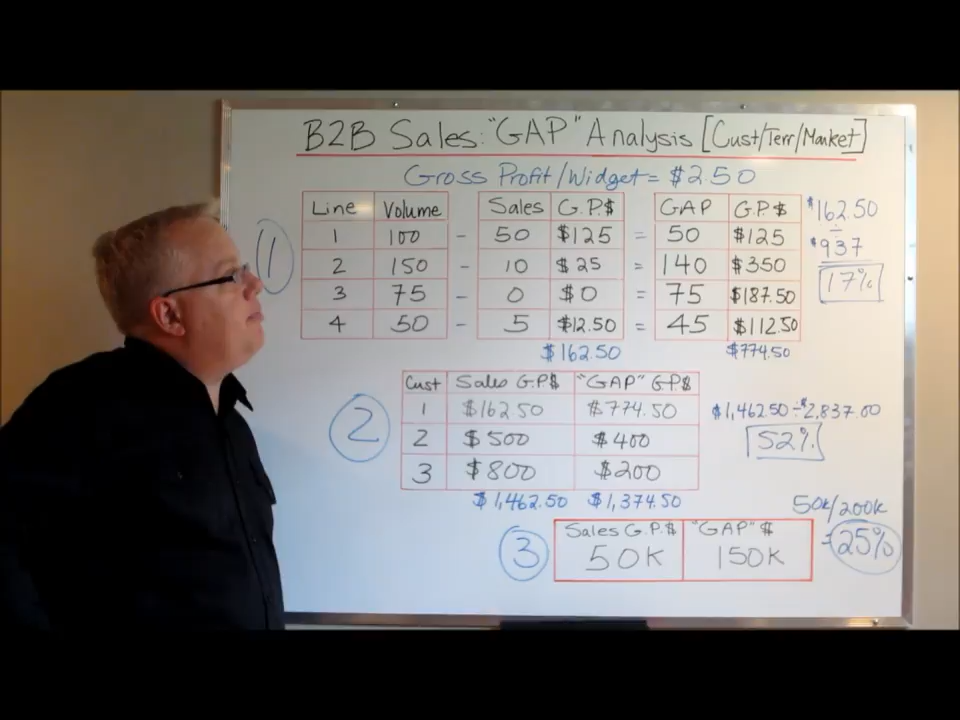 B2B Sales: "GAP" Analysis [Cust/Terr/Market]
Gross Profit/Widget = $2.50
1
Line Volume Sales G.P.$ GAP G.P.$
1 100 - 50 $125 = 50 $125
2 150 - 10 $25 = 140 $350
3 75 - 0 $0 = 75 $187.50
4 50 - 5 $12.50 = 45 $112.50
$162.50 $774.50
$162.50
÷
$937
17%
2
Cust Sales G.P.$ "GAP" G.P.$
1 $162.50 $774.50
2 $500 $400
3 $800 $200
$1,462.50 $1,374.50
$1,462.50 ÷ $2,837.00
52%
3
Sales G.P.$ "GAP" $
50K 150K
50K/200K
=25%